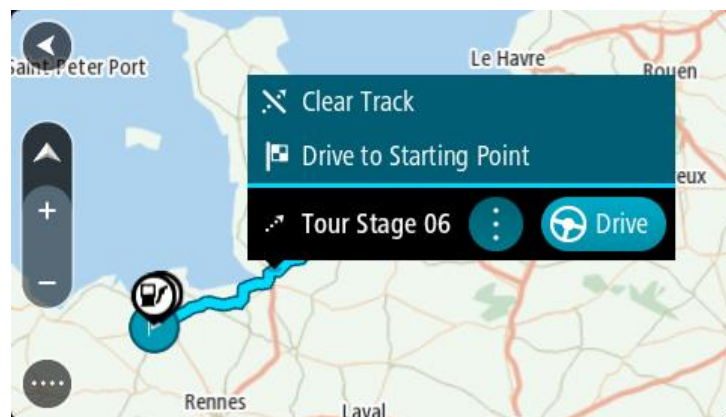 Saint Peter Port
Le Havre
Rouen
Clear Track
Drive to Starting Point
eux
Tour Stage 06
Drive
+
−
Rennes
Laval